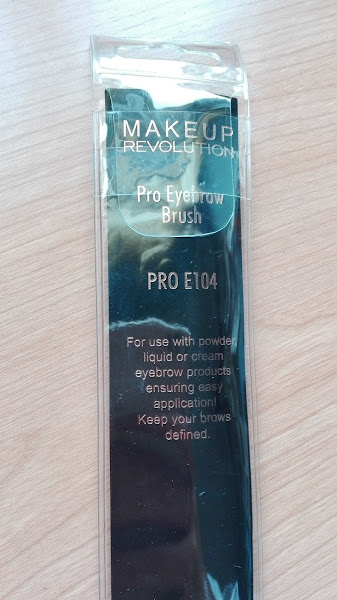 MAKEUP
REVOLUTION
Pro Eyebrow
Brush
PRO E104
For use with powder
liquid or cream
eyebrow products
ensuring easy
application!
Keep your brows
defined.